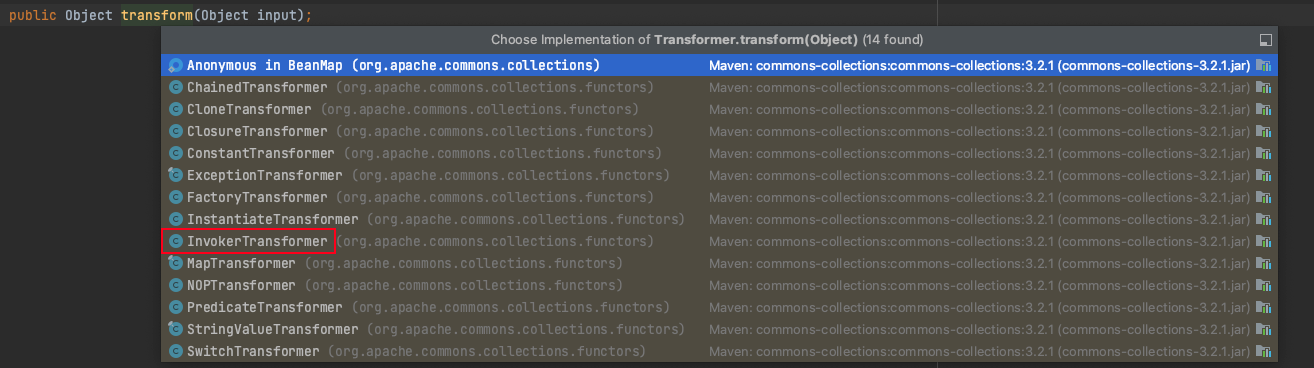 public Object transform(Object input);
Choose Implementation of Transformer.transform(Object) (14 found)
Anonymous in BeanMap (org.apache.commons.collections) Maven: commons-collections:commons-collections:3.2.1 (commons-collections-3.2.1.jar)
ChainedTransformer (org.apache.commons.collections.functors) Maven: commons-collections:commons-collections:3.2.1 (commons-collections-3.2.1.jar)
CloneTransformer (org.apache.commons.collections.functors) Maven: commons-collections:commons-collections:3.2.1 (commons-collections-3.2.1.jar)
ClosureTransformer (org.apache.commons.collections.functors) Maven: commons-collections:commons-collections:3.2.1 (commons-collections-3.2.1.jar)
ConstantTransformer (org.apache.commons.collections.functors) Maven: commons-collections:commons-collections:3.2.1 (commons-collections-3.2.1.jar)
ExceptionTransformer (org.apache.commons.collections.functors) Maven: commons-collections:commons-collections:3.2.1 (commons-collections-3.2.1.jar)
FactoryTransformer (org.apache.commons.collections.functors) Maven: commons-collections:commons-collections:3.2.1 (commons-collections-3.2.1.jar)
InstantiateTransformer (org.apache.commons.collections.functors) Maven: commons-collections:commons-collections:3.2.1 (commons-collections-3.2.1.jar)
InvokerTransformer (org.apache.commons.collections.functors) Maven: commons-collections:commons-collections:3.2.1 (commons-collections-3.2.1.jar)
MapTransformer (org.apache.commons.collections.functors) Maven: commons-collections:commons-collections:3.2.1 (commons-collections-3.2.1.jar)
NOPTransformer (org.apache.commons.collections.functors) Maven: commons-collections:commons-collections:3.2.1 (commons-collections-3.2.1.jar)
PredicateTransformer (org.apache.commons.collections.functors) Maven: commons-collections:commons-collections:3.2.1 (commons-collections-3.2.1.jar)
StringValueTransformer (org.apache.commons.collections.functors) Maven: commons-collections:commons-collections:3.2.1 (commons-collections-3.2.1.jar)
SwitchTransformer (org.apache.commons.collections.functors) Maven: commons-collections:commons-collections:3.2.1 (commons-collections-3.2.1.jar)